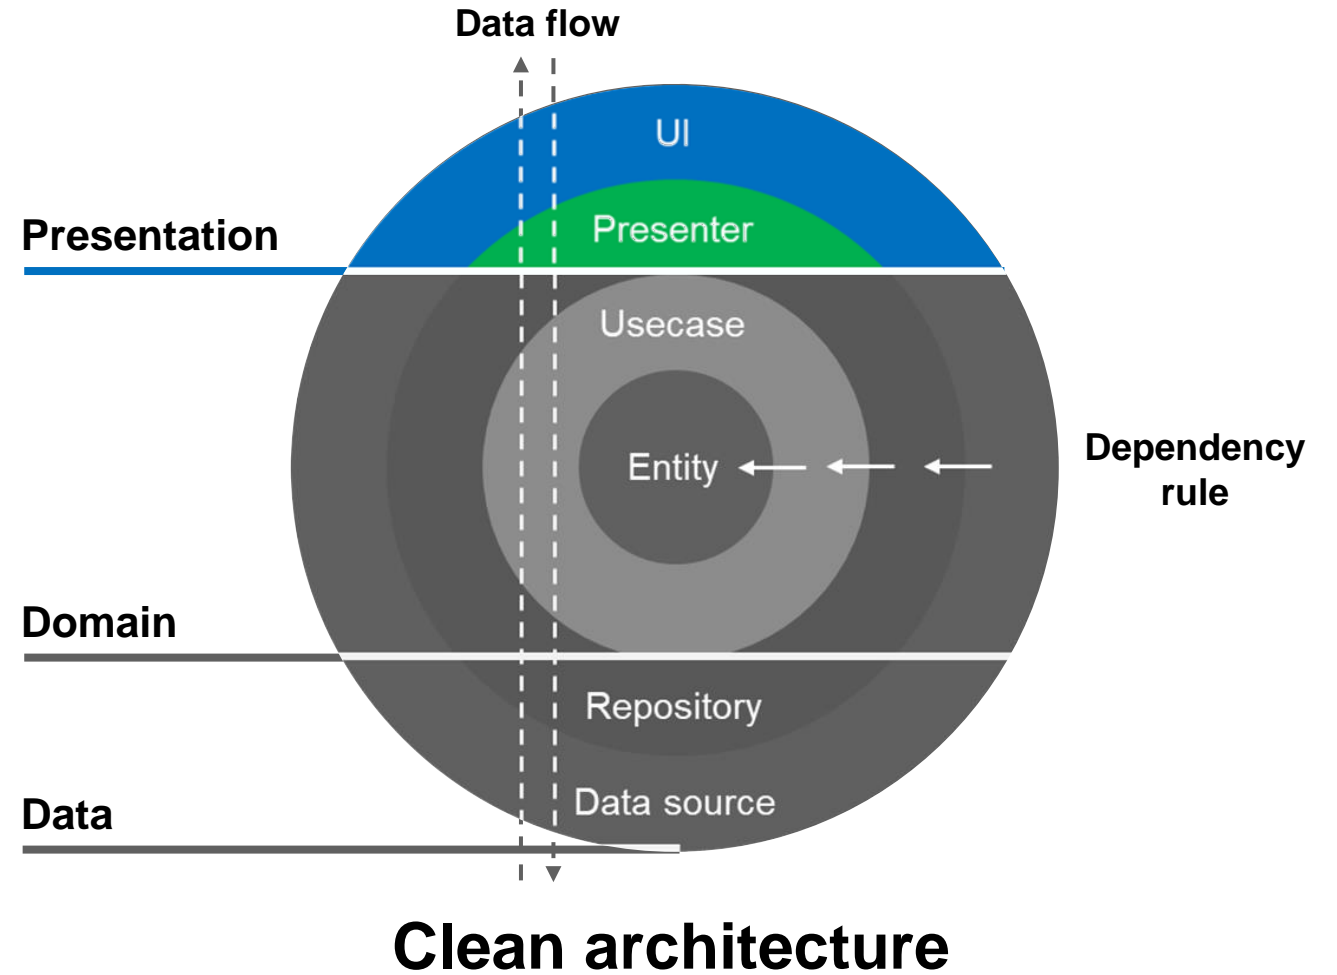 Data flow
UI
Presentation
Presenter
Usecase
Entity
Dependency
rule
Domain
Repository
Data
Data source
Clean architecture